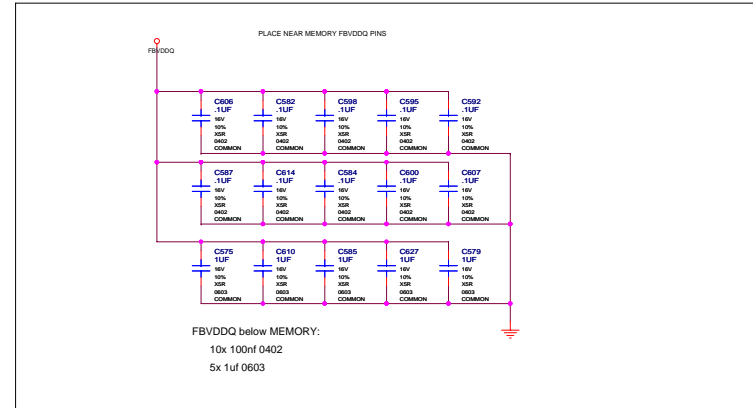 PLACE NEAR MEMORY FBVDDQ PINS
FBVDDQ
C606 C582 C598 C595 C592
.1UF .1UF .1UF .1UF .1UF
16V 16V 16V 16V 16V
10% 10% 10% 10% 10%
X5R X5R X5R X5R X5R
0402 0402 0402 0402 0402
COMMON COMMON COMMON COMMON COMMON
C587 C614 C584 C600 C607
.1UF .1UF .1UF .1UF .1UF
16V 16V 16V 16V 16V
10% 10% 10% 10% 10%
X5R X5R X5R X5R X5R
0402 0402 0402 0402 0402
COMMON COMMON COMMON COMMON COMMON
C575 C610 C585 C627 C579
1UF 1UF 1UF 1UF 1UF
16V 16V 16V 16V 16V
10% 10% 10% 10% 10%
X5R X5R X5R X5R X5R
0603 0603 0603 0603 0603
COMMON COMMON COMMON COMMON COMMON
FBVDDQ below MEMORY:
10x 100nf 0402
5x 1uf 0603